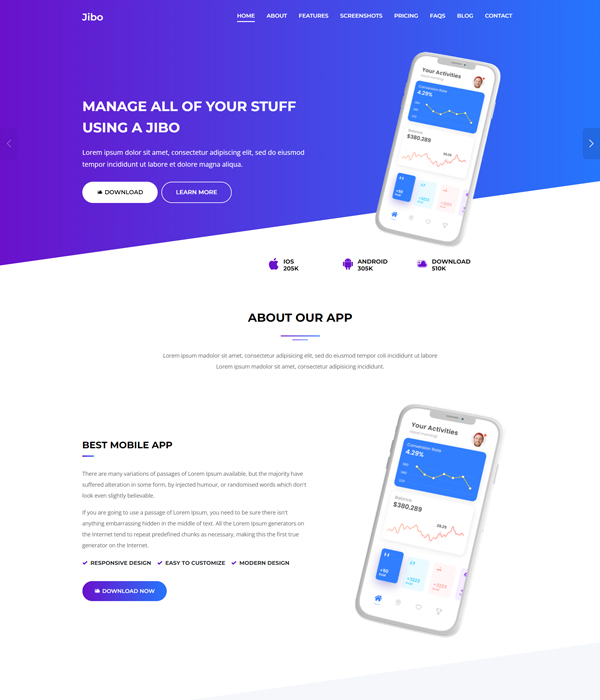 Jibo
HOME ABOUT FEATURES SCREENSHOTS PRICING FAQS BLOG CONTACT
MANAGE ALL OF YOUR STUFF
USING A JIBO
Lorem ipsum dolor sit amet, consectetur adipisicing elit, sed do eiusmod
tempor incididunt ut labore et dolore magna aliqua.
DOWNLOAD
LEARN MORE
Your Activities
Good morning
Conversion Rate
4.29%
Balance
$380.289
IOS
205K
ANDROID
305K
DOWNLOAD
510K
ABOUT OUR APP
Lorem ipsum madolor sit amet, consectetur adipisicing elit, sed do eiusmod tempor coli incididunt ut labore
Lorem ipsum madolor sit amet, consectetur adipisicing incididunt.
BEST MOBILE APP
There are many variations of passages of Lorem Ipsum available, but the majority have
suffered alteration in some form, by injected humour, or randomised words which don't
look even slightly believable.
If you are going to use a passage of Lorem Ipsum, you need to be sure there isn't
anything embarrassing hidden in the middle of text. All the Lorem Ipsum generators on
the Internet tend to repeat predefined chunks as necessary, making this the first true
generator on the Internet.
RESPONSIVE DESIGN EASY TO CUSTOMIZE MODERN DESIGN
DOWNLOAD NOW
Your Activities
Good morning
Conversion Rate
4.29%
Balance
$380.289